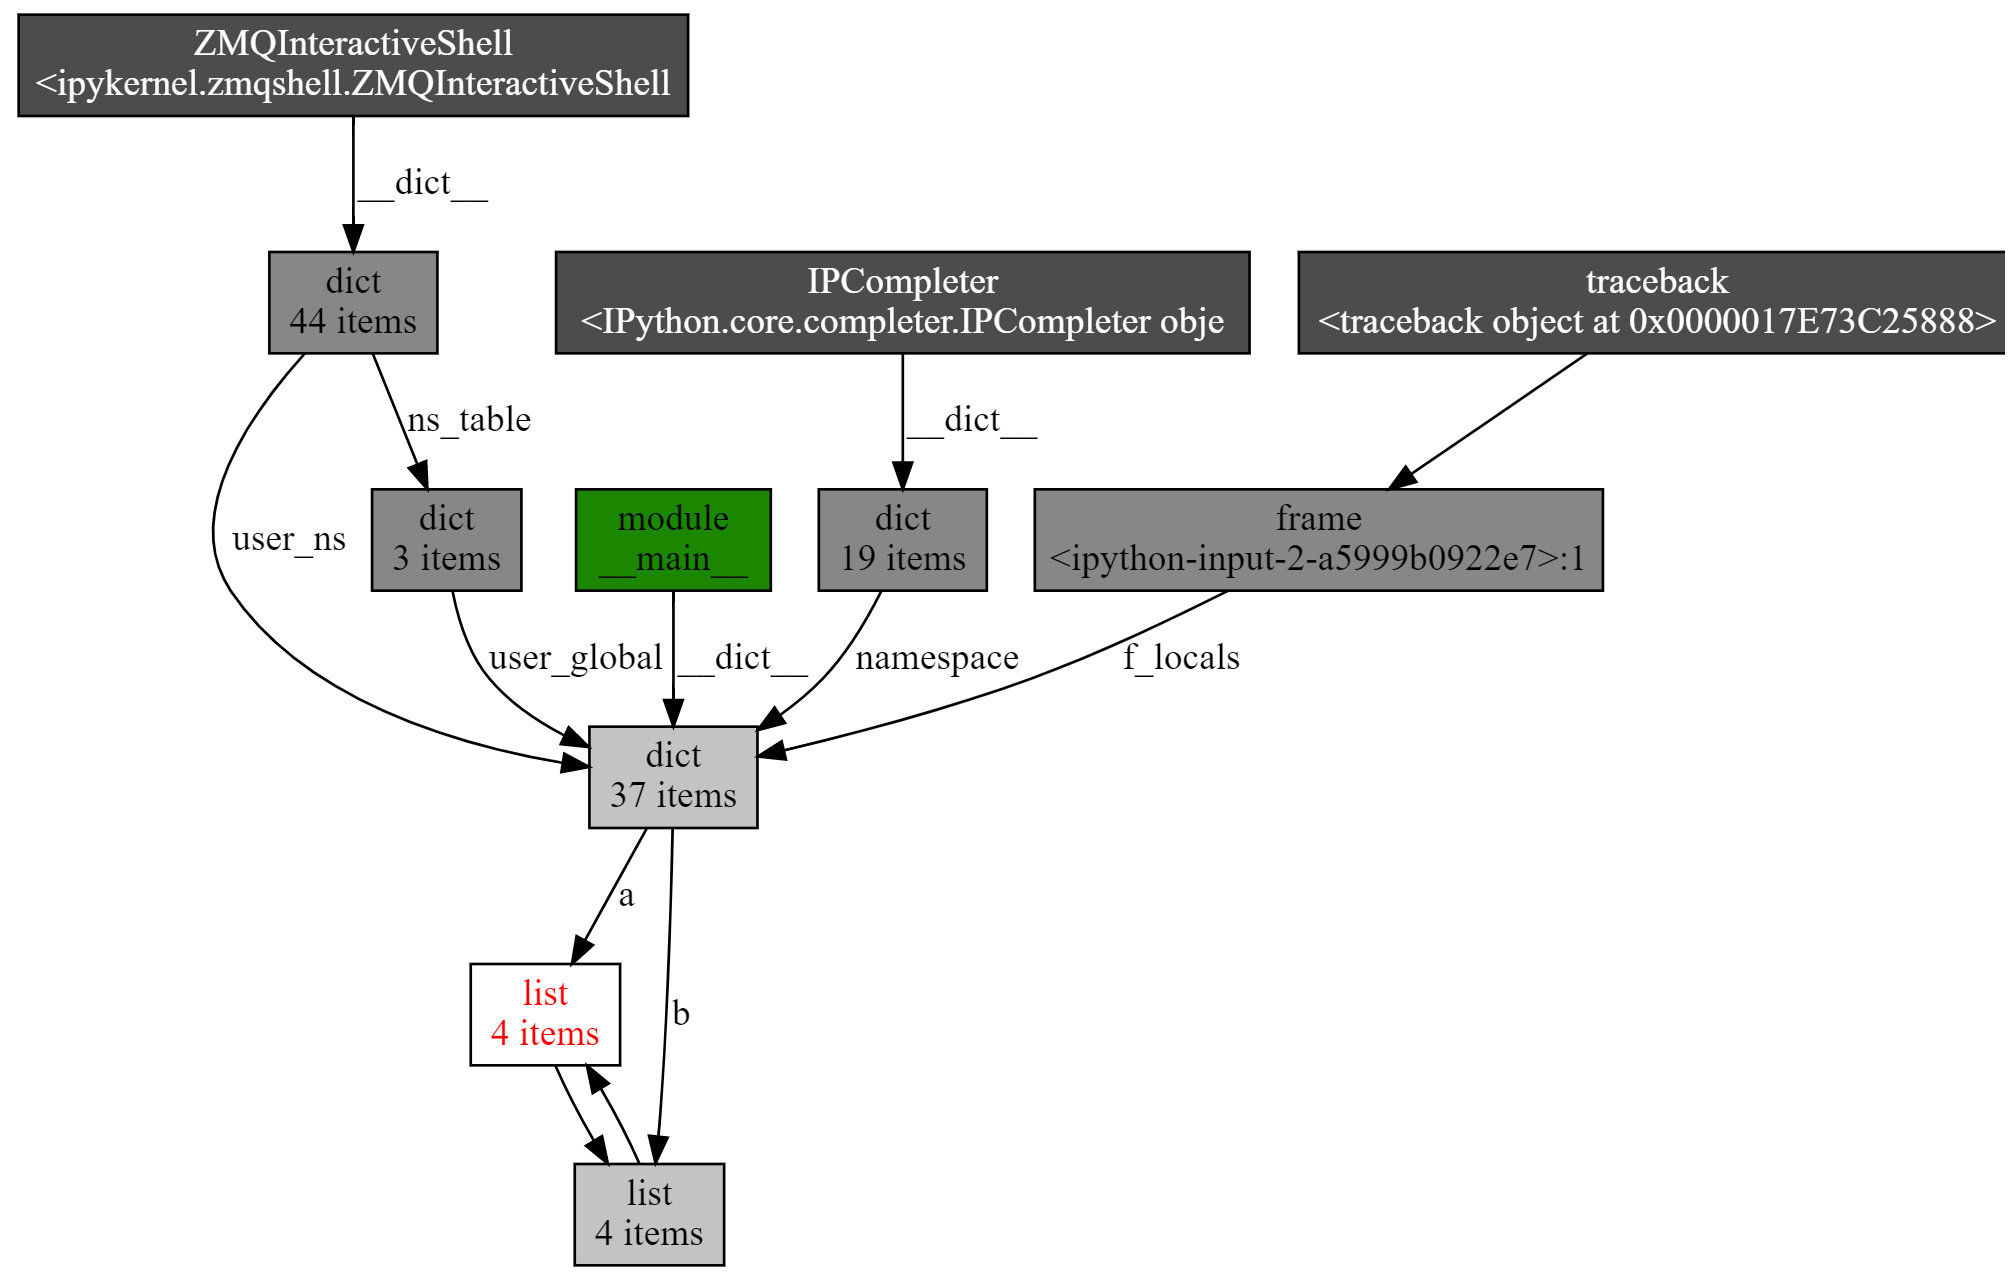 ZMQInteractiveShell
<ipykernel.zmqshell.ZMQInteractiveShell
__dict__
dict
44 items
IPCompleter
<IPython.core.completer.IPCompleter obje
traceback
<traceback object at 0x0000017E73C25888>
ns_table
__dict__
user_ns
dict
3 items
module
__main__
dict
19 items
frame
<ipython-input-2-a5999b0922e7>:1
user_global
__dict__
namespace
f_locals
dict
37 items
a
list
4 items
b
list
4 items